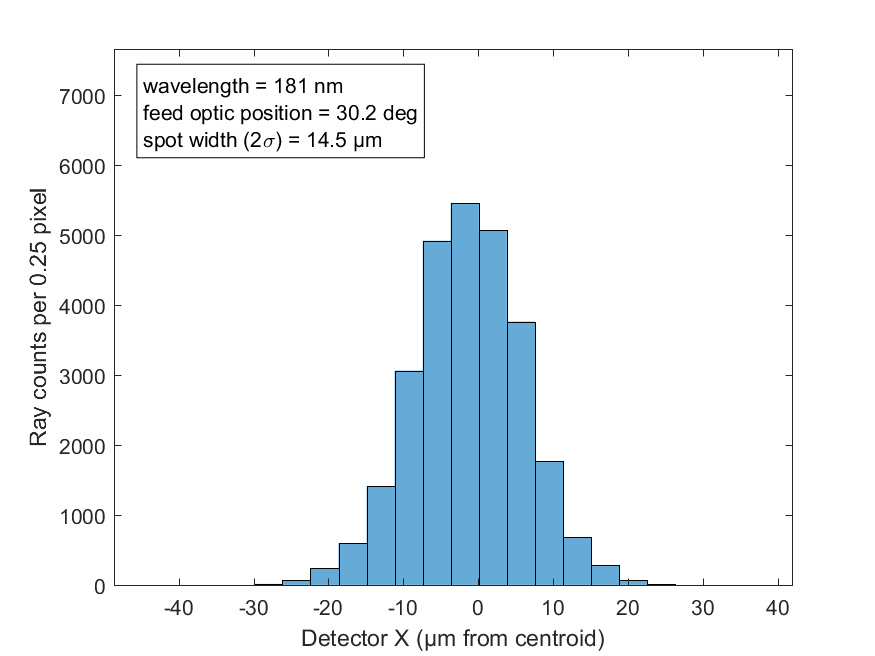 wavelength = 181 nm
feed optic position = 30.2 deg
spot width (2σ) = 14.5 µm
7000
6000
5000
4000
3000
2000
1000
0
Ray counts per 0.25 pixel
-40 -30 -20 -10 0 10 20 30 40
Detector X (µm from centroid)